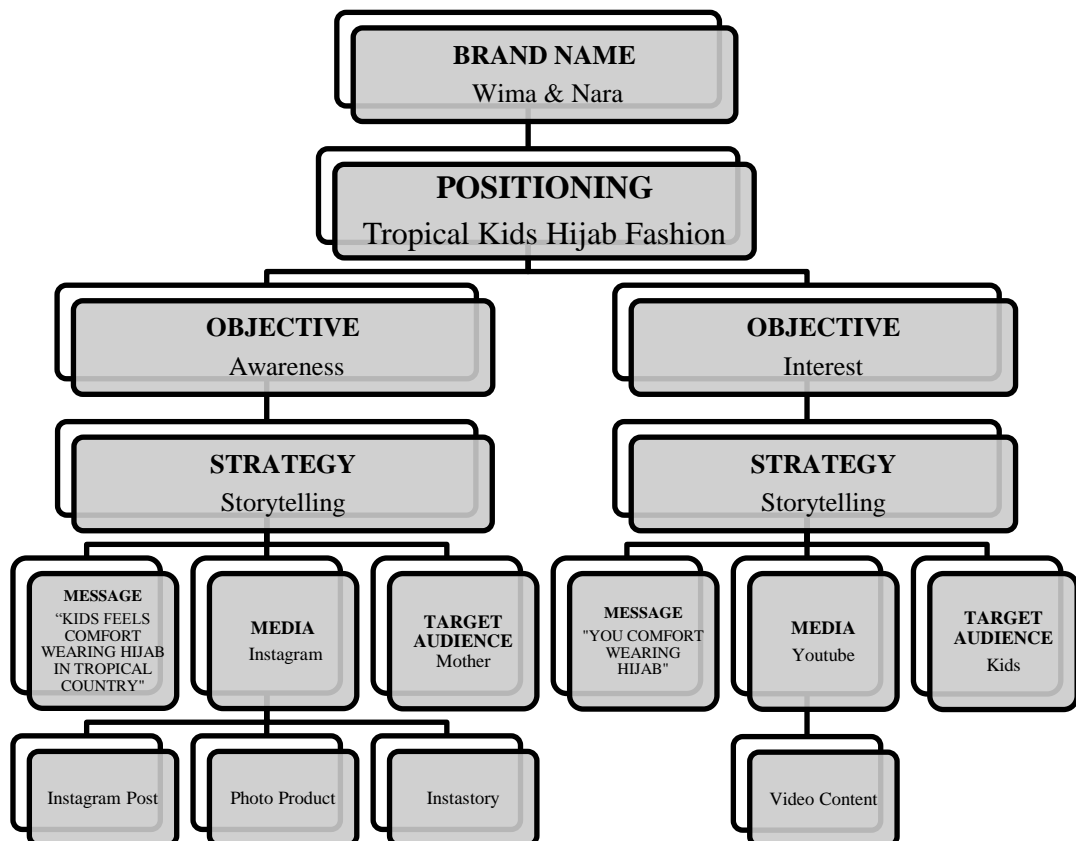 BRAND NAME
Wima & Nara
POSITIONING
Tropical Kids Hijab Fashion
OBJECTIVE
Awareness
OBJECTIVE
Interest
STRATEGY
Storytelling
STRATEGY
Storytelling
MESSAGE
“KIDS FEELS
COMFORT
WEARING HIJAB
IN TROPICAL
COUNTRY"
MEDIA
Instagram
TARGET
AUDIENCE
Mother
MESSAGE
"YOU COMFORT
WEARING
HIJAB"
MEDIA
Youtube
TARGET
AUDIENCE
Kids
Instagram Post
Photo Product
Instastory
Video Content